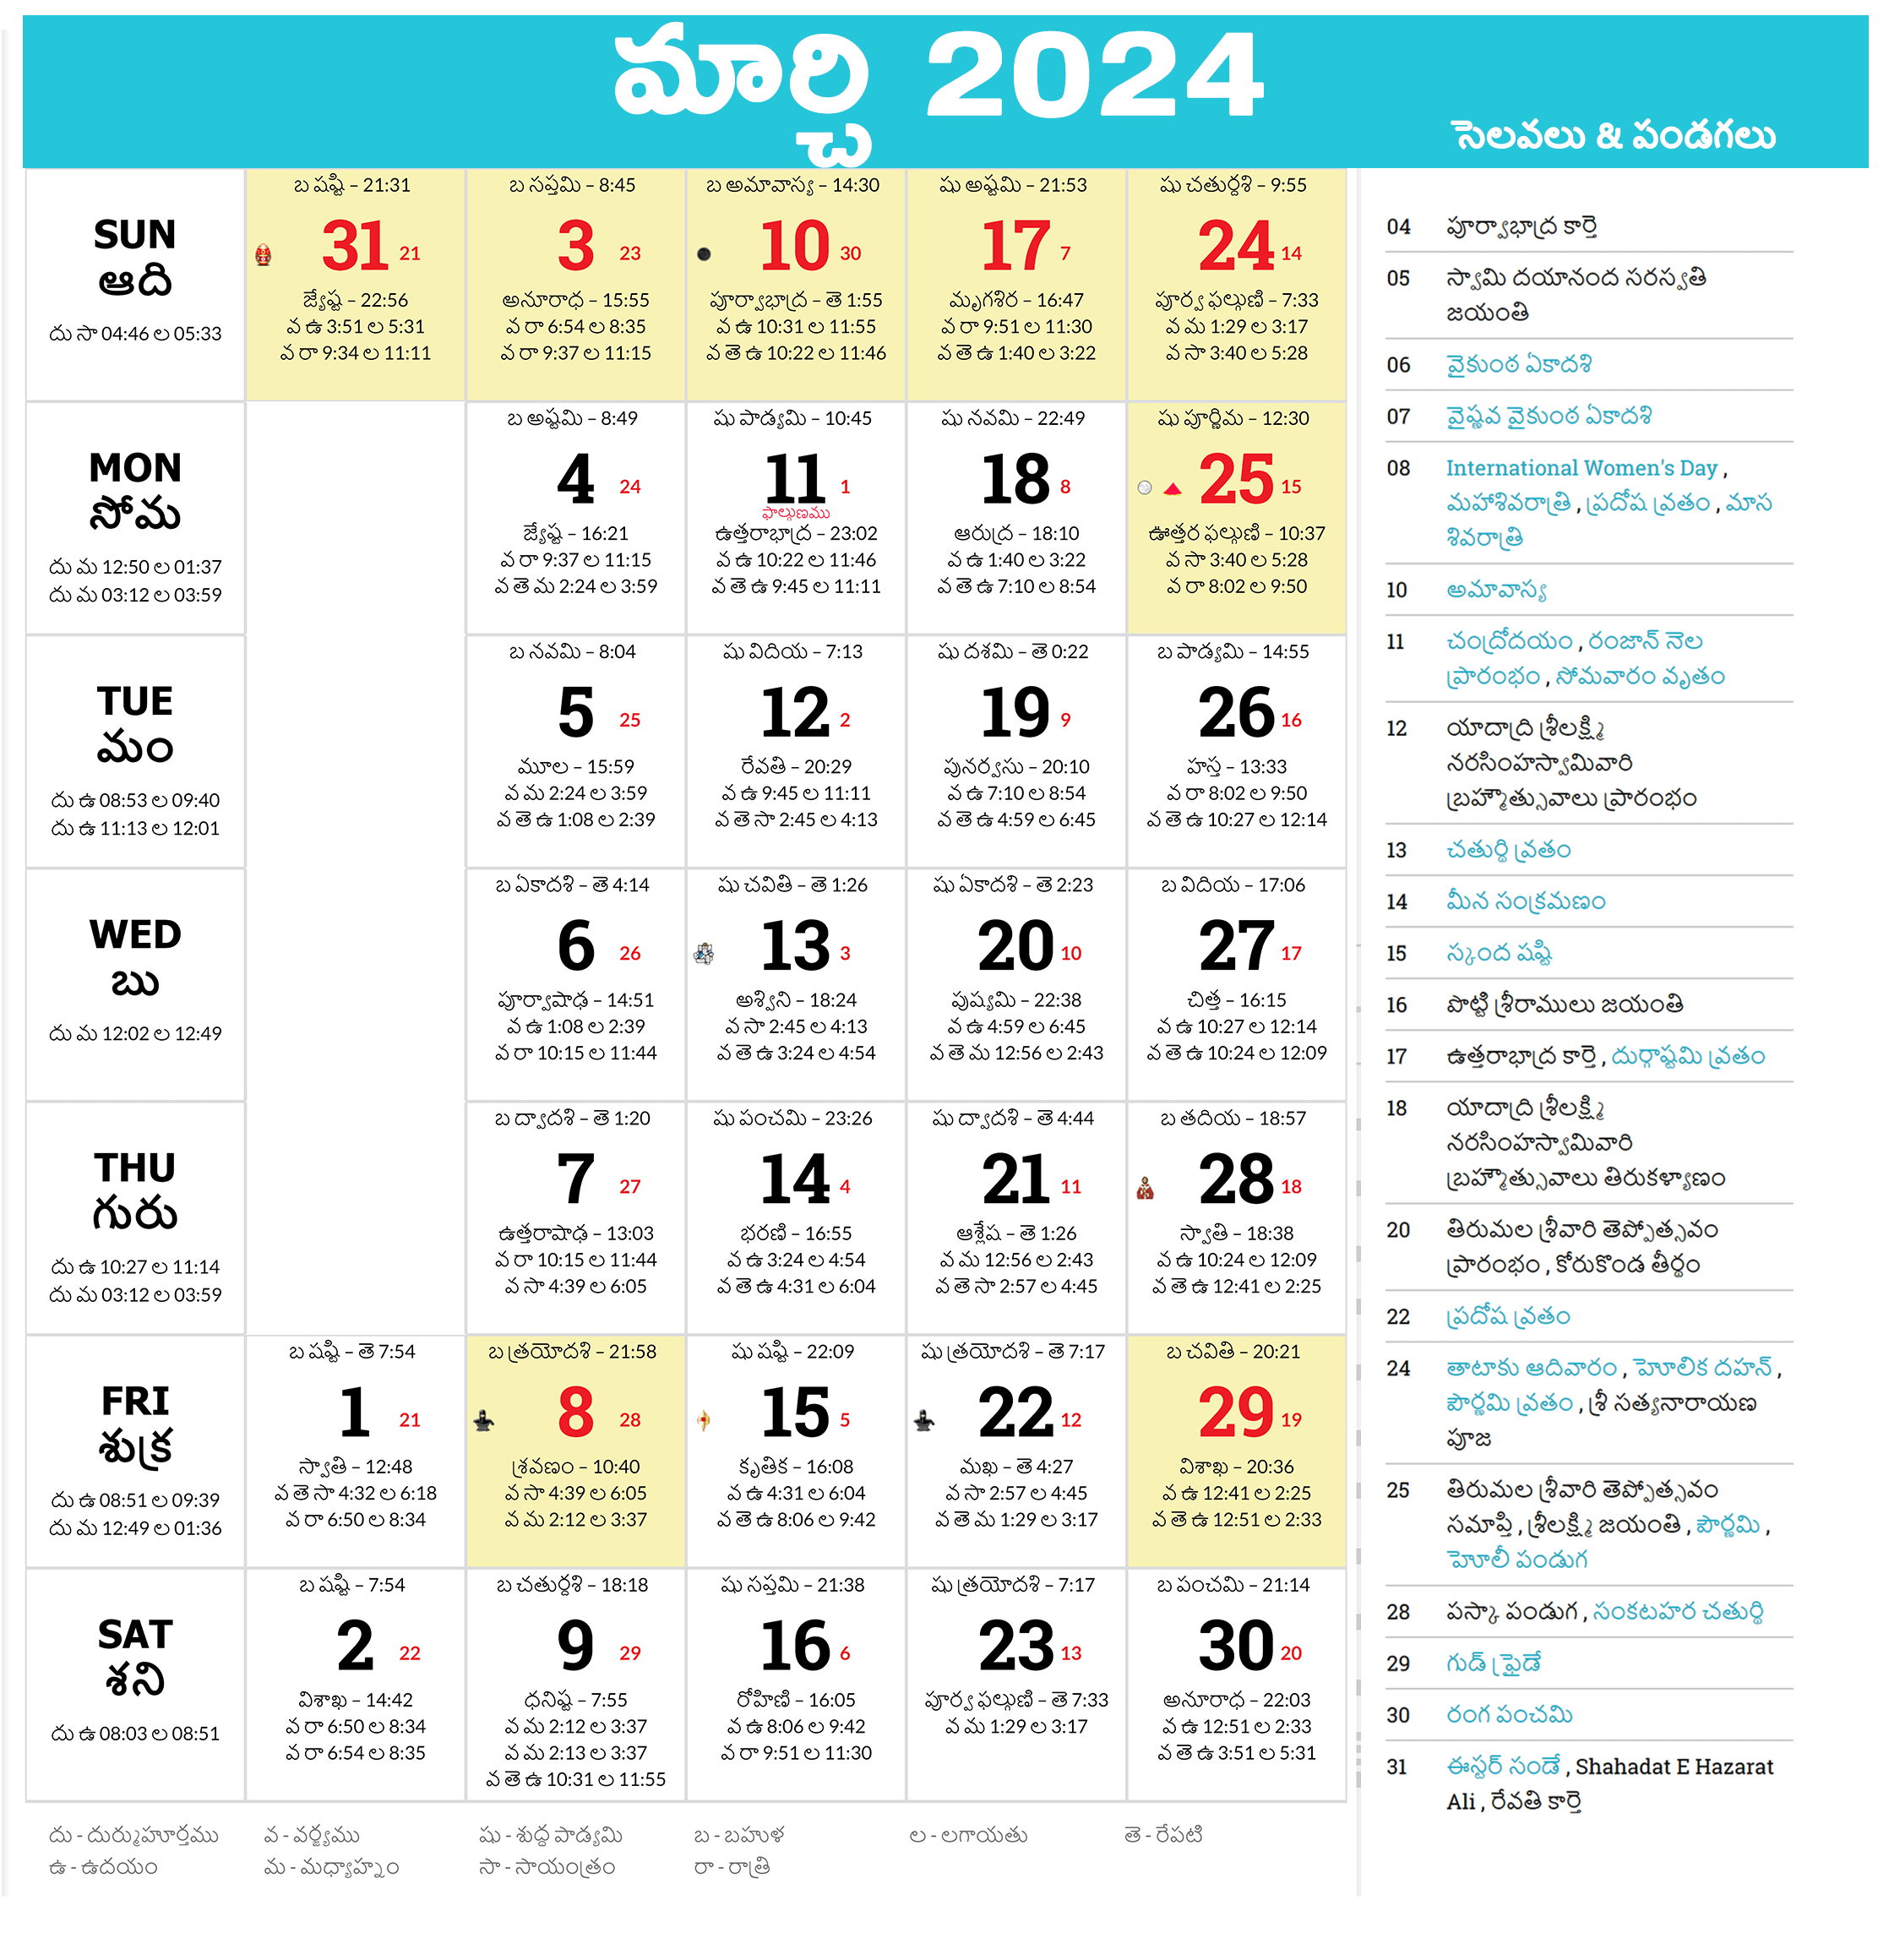 మార్చి 2024
సెలవలు & పండగలు
SUN
ఆది
దు సా 04:46 ల 05:33
బ షష్టి – 21:31
31 21
జ్యేష్ఠ – 22:56
వ ఉ 3:51 ల 5:31
వ రా 9:34 ల 11:11
బ సప్తమి – 8:45
3 23
అనూరాధ – 15:55
వ రా 6:54 ల 8:35
వ రా 9:37 ల 11:15
బ అమావాస్య – 14:30
10 30
పూర్వాభాద్ర – తె 1:55
వ ఉ 10:31 ల 11:55
వ తె ఉ 10:22 ల 11:46
షు అష్టమి – 21:53
17 7
మృగశిర – 16:47
వ రా 9:51 ల 11:30
వ తె ఉ 1:40 ల 3:22
షు చతుర్దశి – 9:55
24 14
పూర్వ ఫల్గుణి – 7:33
వ మ 1:29 ల 3:17
వ సా 3:40 ల 5:28
MON
సోమ
దు మ 12:50 ల 01:37
దు మ 03:12 ల 03:59
బ అష్టమి – 8:49
4 24
జ్యేష్ఠ – 16:21
వ రా 9:37 ల 11:15
వ తె మ 2:24 ల 3:59
షు పాడ్యమి – 10:45
11 1
ఫాల్గుణము
ఉత్తరాభాద్ర – 23:02
వ ఉ 10:22 ల 11:46
వ తె ఉ 9:45 ల 11:11
షు నవమి – 22:49
18 8
ఆరుద్ర – 18:10
వ ఉ 1:40 ల 3:22
వ తె ఉ 7:10 ల 8:54
షు పూర్ణిమ – 12:30
25 15
ఊత్తర ఫల్గుణి – 10:37
వ సా 3:40 ల 5:28
వ రా 8:02 ల 9:50
TUE
మం
దు ఉ 08:53 ల 09:40
దు ఉ 11:13 ల 12:01
బ నవమి – 8:04
5 25
మూల – 15:59
వ మ 2:24 ల 3:59
వ తె ఉ 1:08 ల 2:39
షు విదియ – 7:13
12 2
రేవతి – 20:29
వ ఉ 9:45 ల 11:11
వ తె సా 2:45 ల 4:13
షు దశమి – తె 0:22
19 9
పునర్వసు – 20:10
వ ఉ 7:10 ల 8:54
వ తె ఉ 4:59 ల 6:45
బ పాడ్యమి – 14:55
26 16
హస్త – 13:33
వ రా 8:02 ల 9:50
వ తె ఉ 10:27 ల 12:14
WED
బు
దు మ 12:02 ల 12:49
బ ఏకాదశి – తె 4:14
6 26
పూర్వాషాఢ – 14:51
వ ఉ 1:08 ల 2:39
వ రా 10:15 ల 11:44
షు చవితి – తె 1:26
13 3
అశ్విని – 18:24
వ సా 2:45 ల 4:13
వ తె ఉ 3:24 ల 4:54
షు ఏకాదశి – తె 2:23
20 10
పుష్యమి – 22:38
వ ఉ 4:59 ల 6:45
వ తె మ 12:56 ల 2:43
బ విదియ – 17:06
27 17
చిత్త – 16:15
వ ఉ 10:27 ల 12:14
వ తె ఉ 10:24 ల 12:09
THU
గురు
దు ఉ 10:27 ల 11:14
దు మ 03:12 ల 03:59
బ ద్వాదశి – తె 1:20
7 27
ఉత్తరాషాఢ – 13:03
వ రా 10:15 ల 11:44
వ సా 4:39 ల 6:05
షు పంచమి – 23:26
14 4
భరణి – 16:55
వ ఉ 3:24 ల 4:54
వ తె ఉ 4:31 ల 6:04
షు ద్వాదశి – తె 4:44
21 11
ఆశ్లేష – తె 1:26
వ మ 12:56 ల 2:43
వ తె సా 2:57 ల 4:45
బ తదియ – 18:57
28 18
స్వాతి – 18:38
వ ఉ 10:24 ల 12:09
వ తె ఉ 12:41 ల 2:25
FRI
శుక్ర
దు ఉ 08:51 ల 09:39
దు మ 12:49 ల 01:36
బ షష్టి – తె 7:54
1 21
స్వాతి – 12:48
వ తె సా 4:32 ల 6:18
వ రా 6:50 ల 8:34
బ త్రయోదశి – 21:58
8 28
శ్రవణం – 10:40
వ సా 4:39 ల 6:05
వ మ 2:12 ల 3:37
షు షష్టి – 22:09
15 5
కృతిక – 16:08
వ ఉ 4:31 ల 6:04
వ తె ఉ 8:06 ల 9:42
షు త్రయోదశి – తె 7:17
22 12
మఖ – తె 4:27
వ సా 2:57 ల 4:45
వ తె మ 1:29 ల 3:17
బ చవితి – 20:21
29 19
విశాఖ – 20:36
వ ఉ 12:41 ల 2:25
వ తె ఉ 12:51 ల 2:33
SAT
శని
దు ఉ 08:03 ల 08:51
బ షష్టి – 7:54
2 22
విశాఖ – 14:42
వ రా 6:50 ల 8:34
వ రా 6:54 ల 8:35
బ చతుర్దశి – 18:18
9 29
ధనిష్ఠ – 7:55
వ మ 2:12 ల 3:37
వ మ 2:13 ల 3:37
వ తె ఉ 10:31 ల 11:55
షు సప్తమి – 21:38
16 6
రోహిణి – 16:05
వ ఉ 8:06 ల 9:42
వ రా 9:51 ల 11:30
షు త్రయోదశి – 7:17
23 13
పూర్వ ఫల్గుణి – తె 7:33
వ మ 1:29 ల 3:17
బ పంచమి – 21:14
30 20
అనూరాధ – 22:03
వ ఉ 12:51 ల 2:33
వ తె ఉ 3:51 ల 5:31
దు - దుర్ముహూర్తము వ - వర్జ్యము షు - శుద్ధ పాడ్యమి బ - బహుళ ల - లగాయతు తె - రేపటి
ఉ - ఉదయం మ - మధ్యాహ్నం సా - సాయంత్రం రా - రాత్రి
04 పూర్వాభాద్ర కార్తె
05 స్వామి దయానంద సరస్వతి
జయంతి
06 వైకుంఠ ఏకాదశి
07 వైష్ణవ వైకుంఠ ఏకాదశి
08 International Women's Day ,
మహాశివరాత్రి , ప్రదోష వ్రతం , మాస
శివరాత్రి
10 అమావాస్య
11 చంద్రోదయం , రంజాన్ నెల
ప్రారంభం , సోమవారం వృతం
12 యాదాద్రి శ్రీలక్ష్మి
నరసింహస్వామివారి
బ్రహ్మోత్సవాలు ప్రారంభం
13 చతుర్థి వ్రతం
14 మీన సంక్రమణం
15 స్కంద షష్టి
16 పొట్టి శ్రీరాములు జయంతి
17 ఉత్తరాభాద్ర కార్తె , దుర్గాష్టమి వ్రతం
18 యాదాద్రి శ్రీలక్ష్మి
నరసింహస్వామివారి
బ్రహ్మోత్సవాలు తిరుకళ్యాణం
20 తిరుమల శ్రీవారి తెప్పోత్సవం
ప్రారంభం , కోరుకొండ తీర్థం
22 ప్రదోష వ్రతం
24 తాటాకు ఆదివారం , హెూలిక దహన్ ,
పౌర్ణమి వ్రతం , శ్రీ సత్యనారాయణ
పూజ
25 తిరుమల శ్రీవారి తెప్పోత్సవం
సమాప్తి , శ్రీలక్ష్మి జయంతి , పౌర్ణమి ,
హెూలీ పండుగ
28 పస్కా పండుగ , సంకటహర చతుర్థి
29 గుడ్ ఫ్రైడే
30 రంగ పంచమి
31 ఈస్టర్ సండే , Shahadat E Hazarat
Ali , రేవతి కార్తె